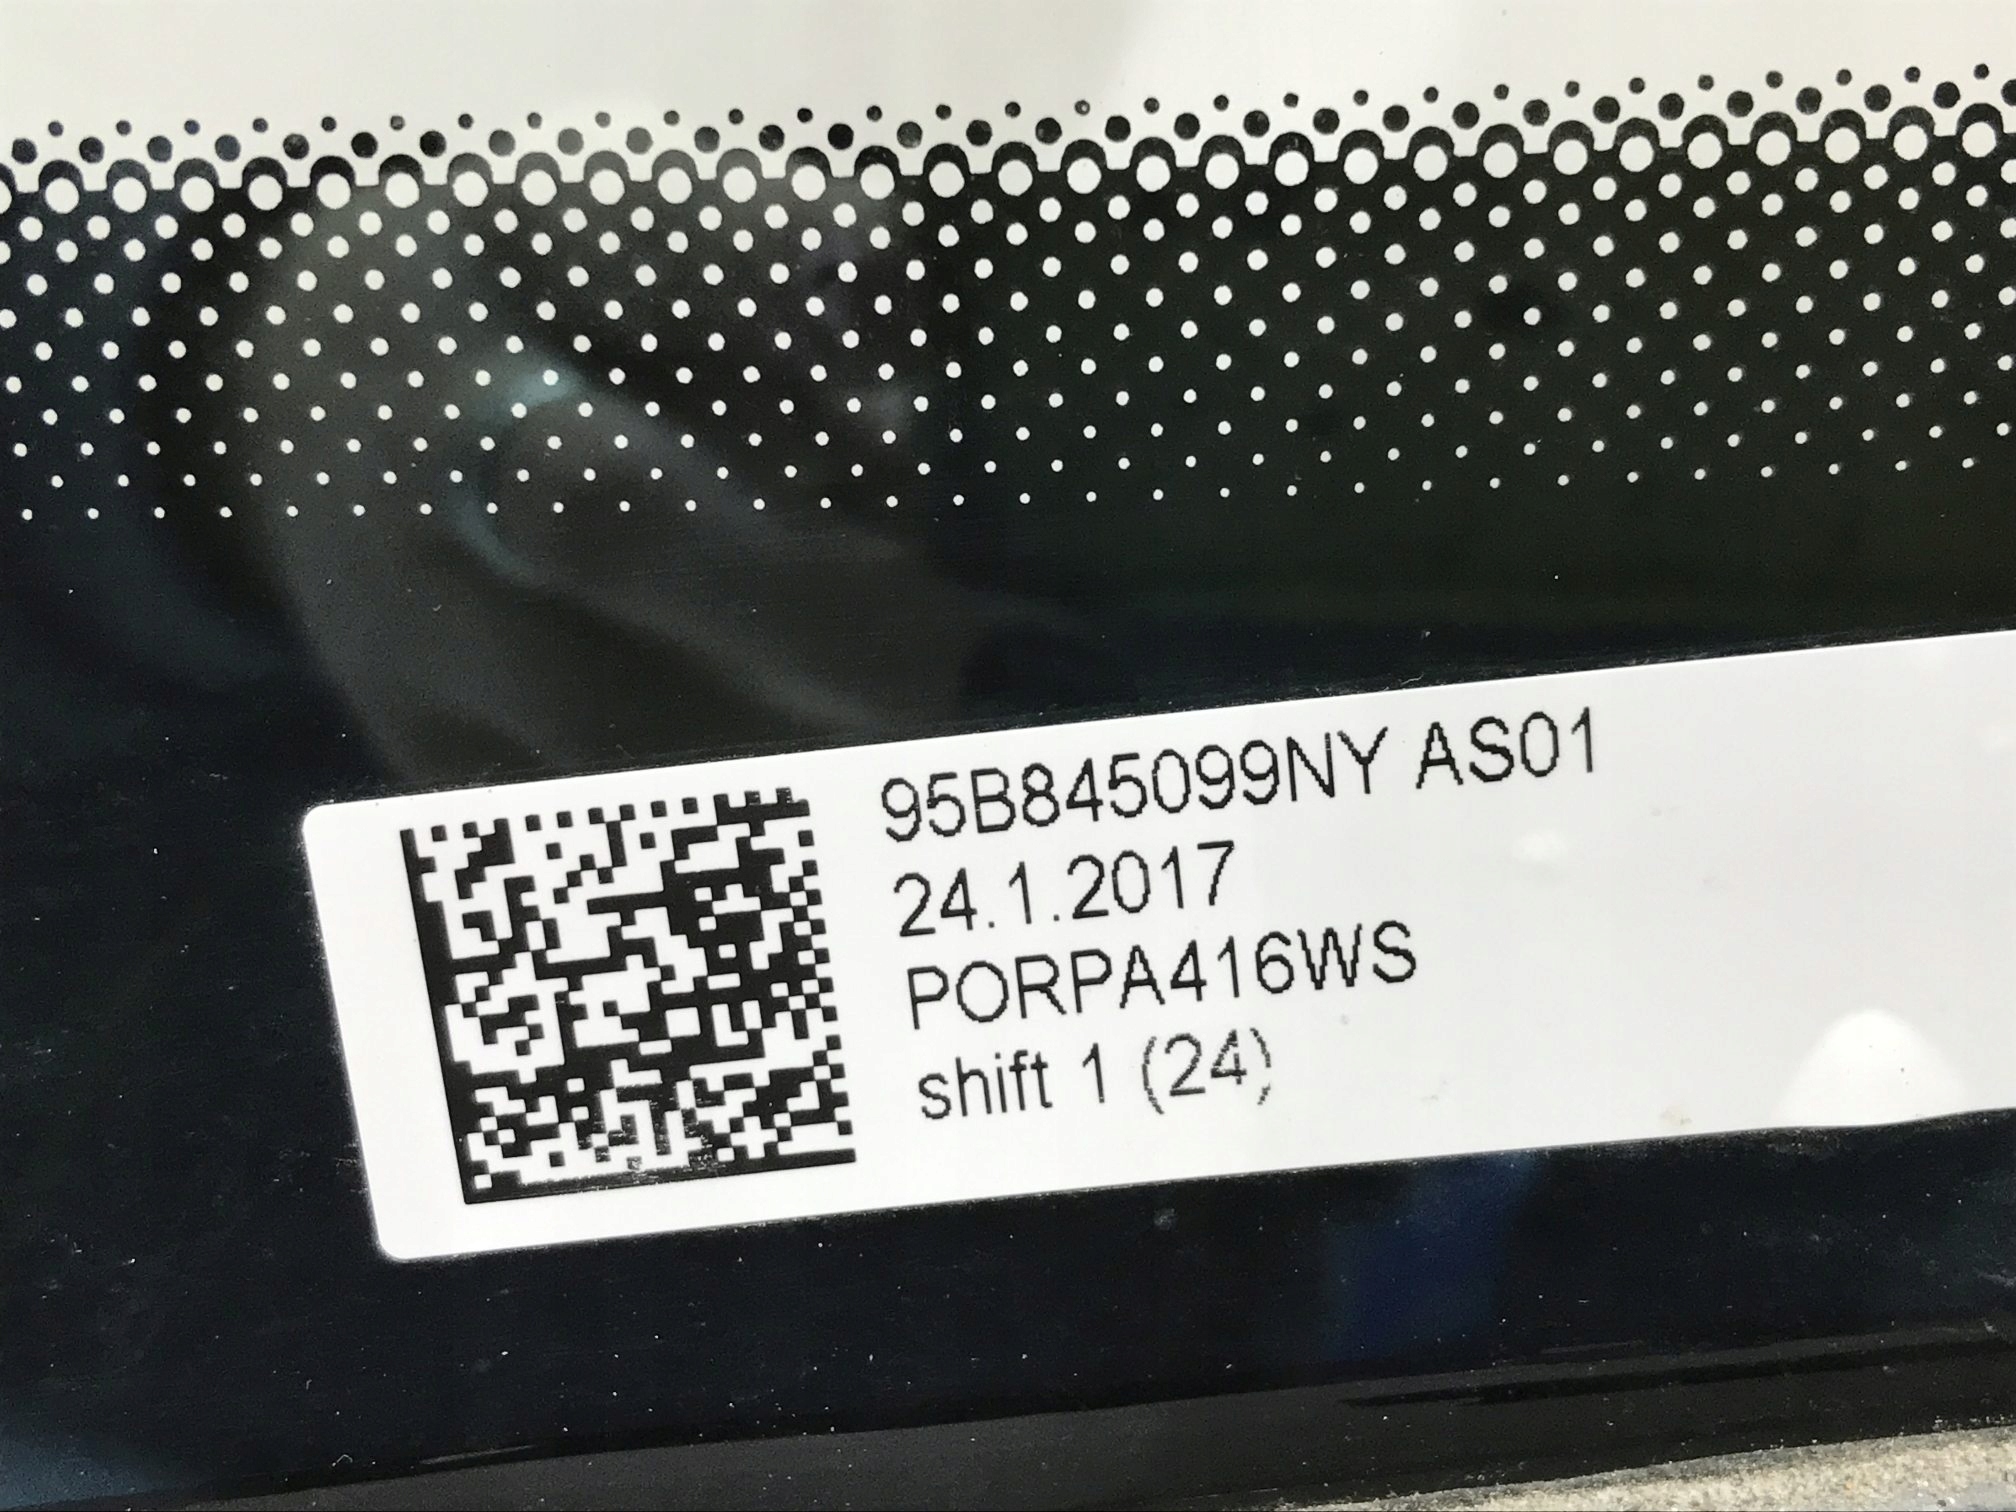 95B845099NY AS01
24.1.2017
PORPA416WS
shift 1 (24)